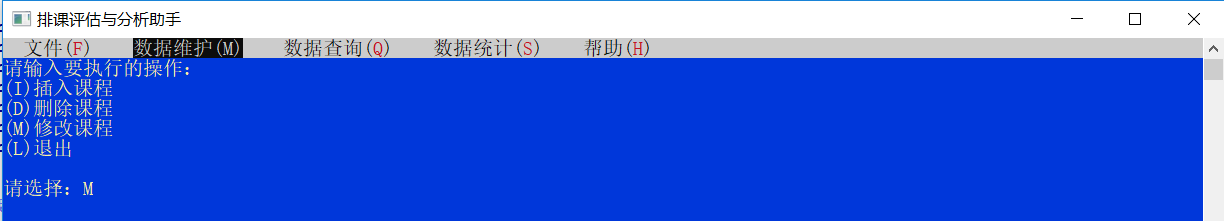 排课评估与分析助手
文件(F) 数据维护(M) 数据查询(Q) 数据统计(S) 帮助(H)
请输入要执行的操作:
(I)插入课程
(D)删除课程
(M)修改课程
(L)退出
请选择: M